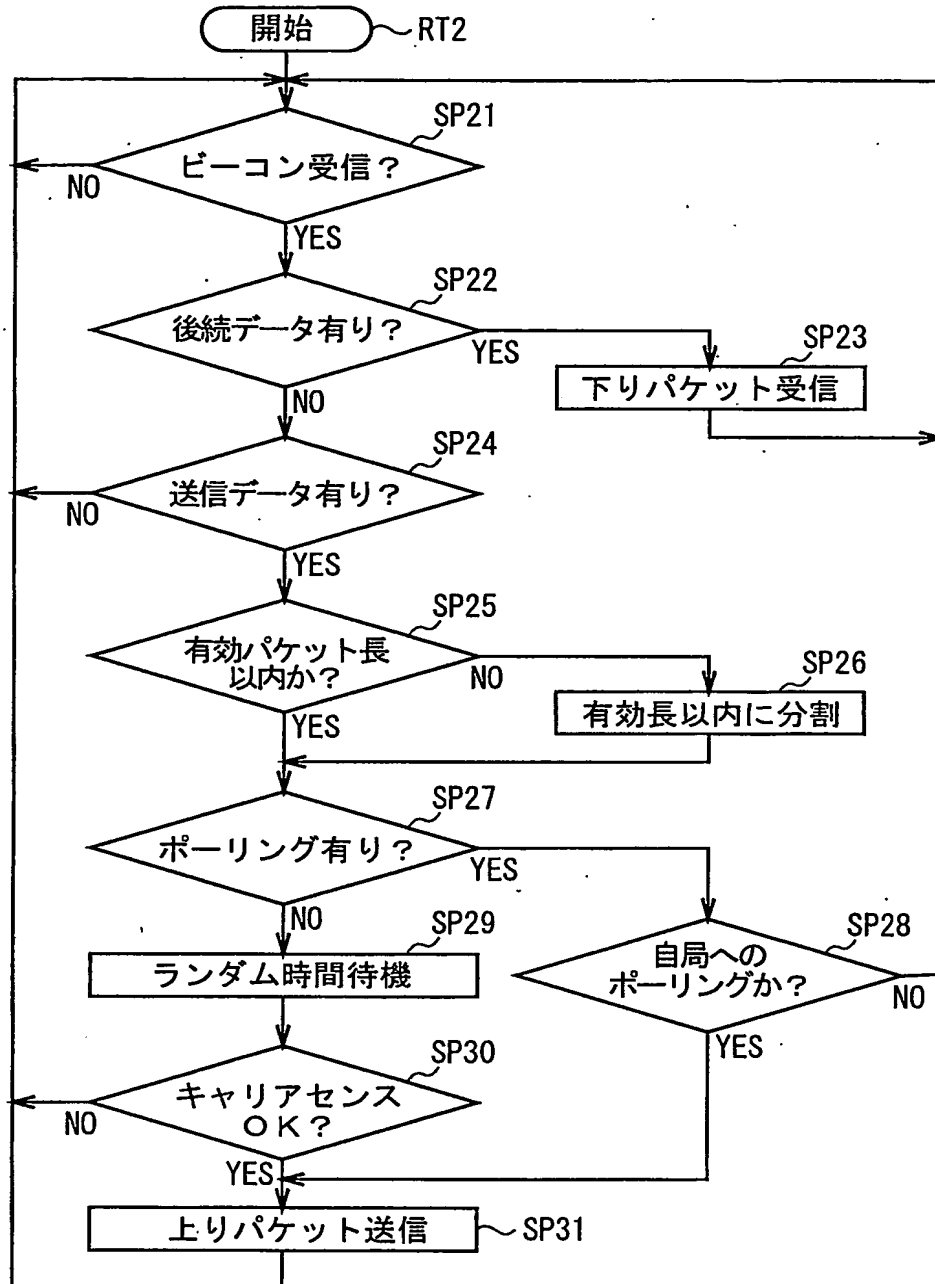 開始
RT2
SP21
ビーコン受信?
NO
YES
SP22
後続データ有り?
YES
SP23
下りパケット受信
NO
SP24
送信データ有り?
NO
YES
SP25
有効パケット長
以内か?
NO
SP26
有効長以内に分割
YES
SP27
ポーリング有り?
YES
NO
SP29
ランダム時間待機
SP28
自局への
ポーリングか?
NO
YES
SP30
キャリアセンス
OK?
NO
YES
上りパケット送信
SP31